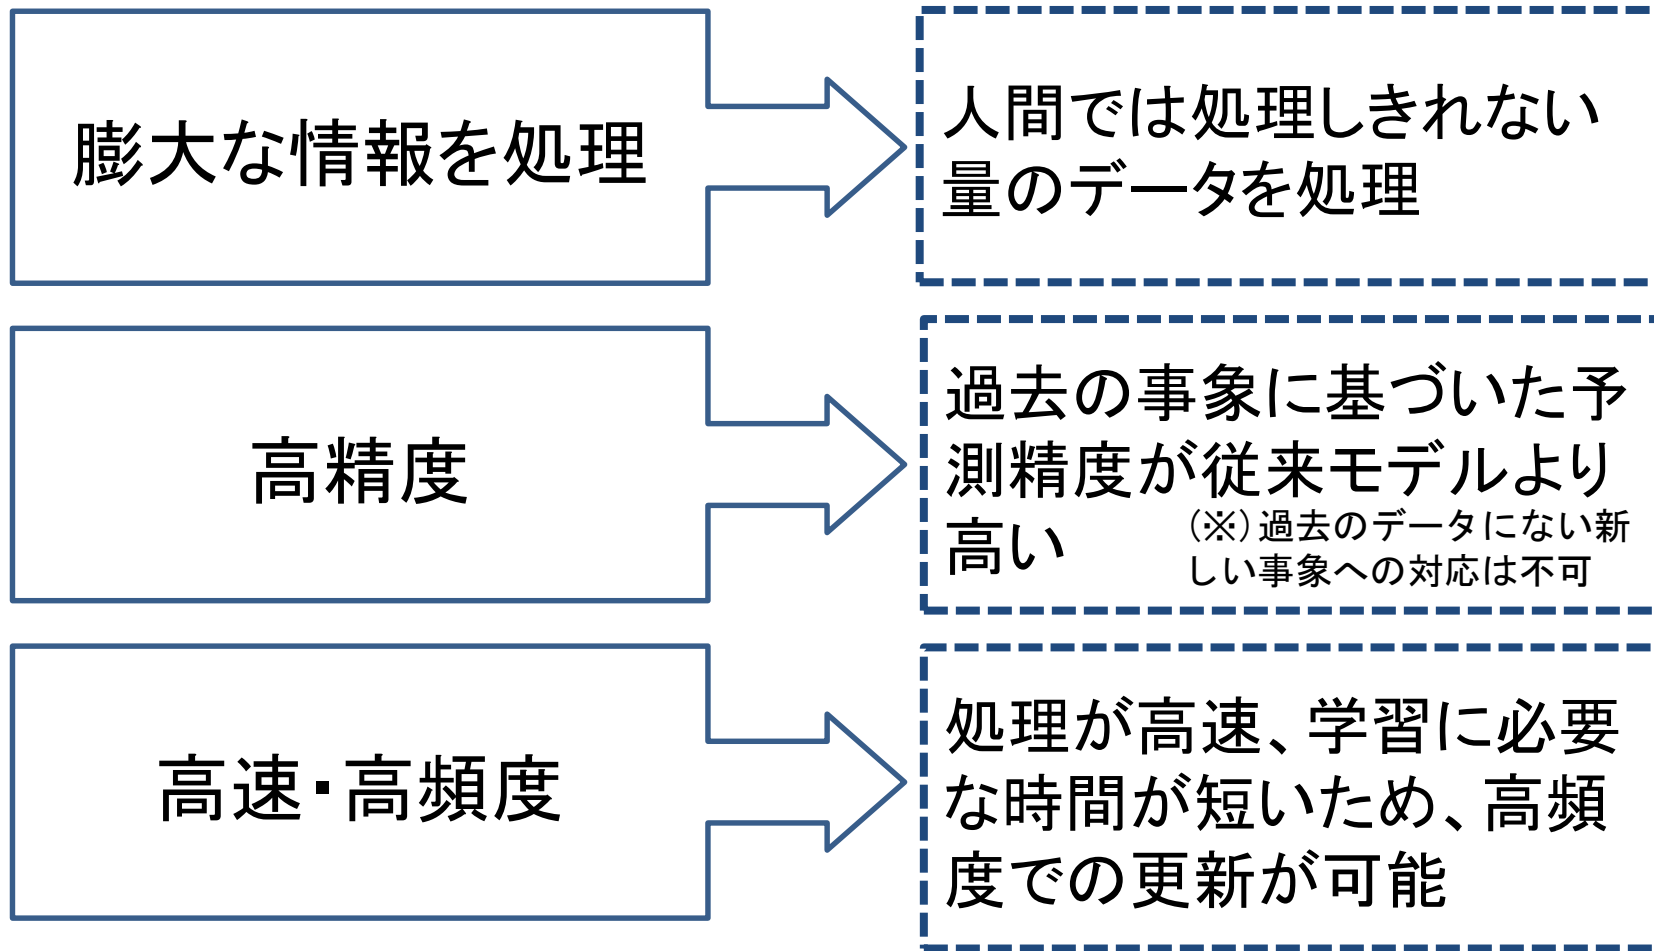 膨大な情報を処理
人間では処理しきれない
量のデータを処理
高精度
過去の事象に基づいた予
測精度が従来モデルより
高い
(※)過去のデータにない新
しい事象への対応は不可
高速・高頻度
処理が高速、学習に必要
な時間が短いため、高頻
度での更新が可能